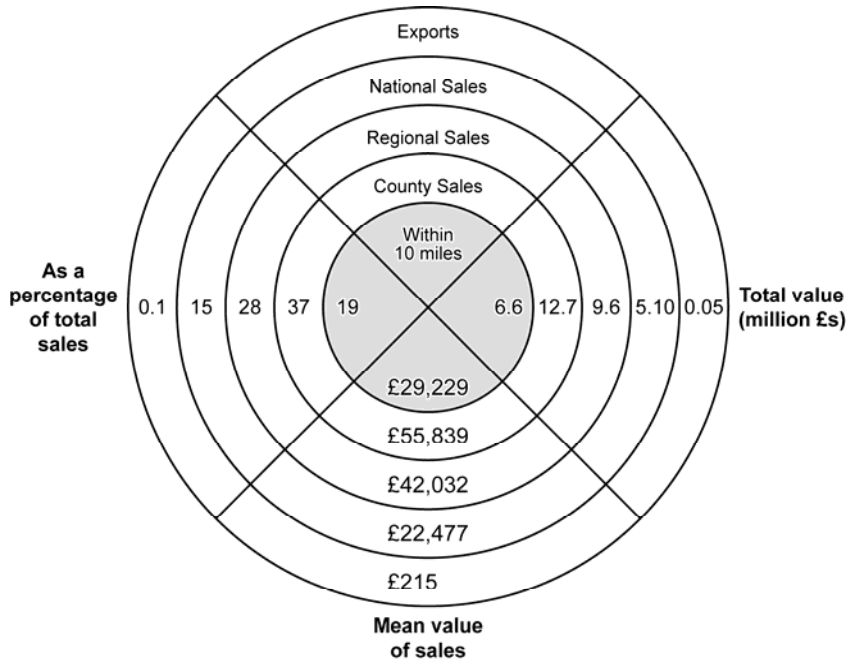 Exports
National Sales
Regional Sales
County Sales
Within
10 miles
As a
percentage
of total
sales
0.1 15 28 37 19 6.6 12.7 9.6 5.10 0.05
Total value
(million £s)
£29,229
£55,839
£42,032
£22,477
£215
Mean value
of sales